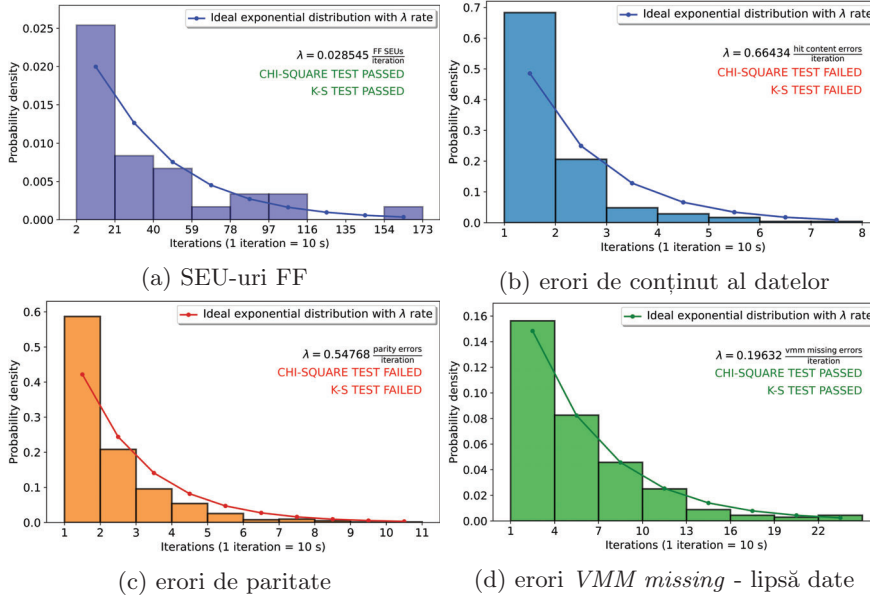 Ideal exponential distribution with λ rate
λ = 0.028545 FF SEUs/iteration
CHI-SQUARE TEST PASSED
K-S TEST PASSED
Probability density
0.025
0.020
0.015
0.010
0.005
0.000
2 21 40 59 78 97 116 135 154 173
Iterations (1 iteration = 10 s)
(a) SEU-uri FF
Ideal exponential distribution with λ rate
λ = 0.66434 hit content errors/iteration
CHI-SQUARE TEST FAILED
K-S TEST FAILED
Probability density
0.7
0.6
0.5
0.4
0.3
0.2
0.1
0.0
1 2 3 4 5 6 7 8
Iterations (1 iteration = 10 s)
(b) erori de conținut al datelor
Ideal exponential distribution with λ rate
λ = 0.54768 parity errors/iteration
CHI-SQUARE TEST FAILED
K-S TEST FAILED
Probability density
0.6
0.5
0.4
0.3
0.2
0.1
0.0
1 2 3 4 5 6 7 8 9 10 11
Iterations (1 iteration = 10 s)
(c) erori de paritate
Ideal exponential distribution with λ rate
λ = 0.19632 vmm missing errors/iteration
CHI-SQUARE TEST PASSED
K-S TEST PASSED
Probability density
0.16
0.14
0.12
0.10
0.08
0.06
0.04
0.02
0.00
1 4 7 10 13 16 19 22
Iterations (1 iteration = 10 s)
(d) erori VMM missing - lipsă date